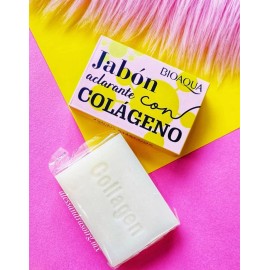 BIOAQUA
Jabón
aclarante con
COLÁGENO
Collagen